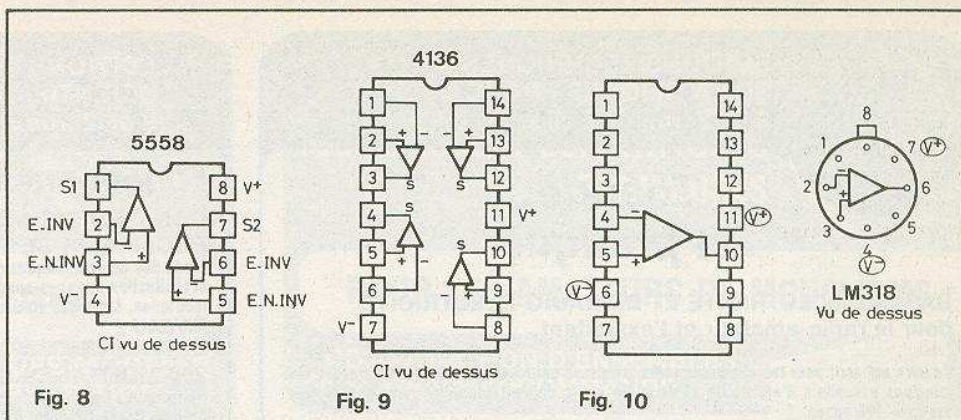 5558
S1 1 8 V+
E.INV 2 7 S2
E.N.INV 3 6 E.INV
V- 4 5 E.N.INV
- + - +
CI vu de dessus
Fig. 8
4136
1 14
2 + - - + 13
3 S S 12
4 S S 11 V+
5 + - 10
6 - + 9
V- 7 8
CI vu de dessus
Fig. 9
1 14
2 13
3 12
4 - 11 V+
5 + 10
V- 6 9
7 8
Fig. 10
8
1 7 V+
2 - 6
+
3 5
4
V-
LM318
Vu de dessus